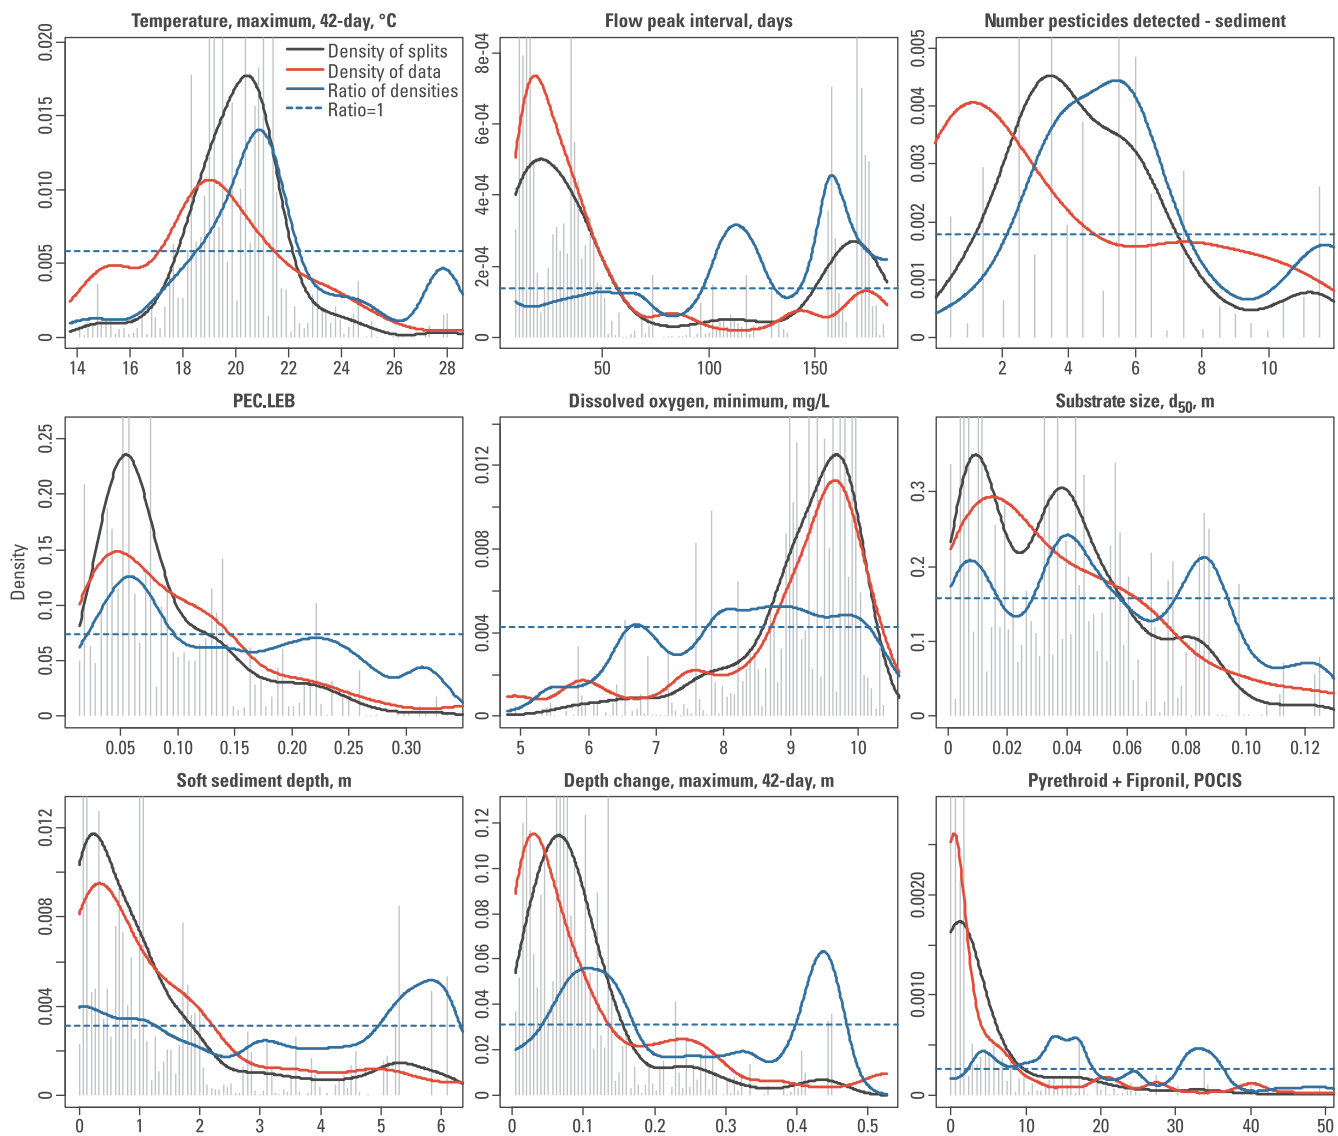 Temperature, maximum, 42-day, °C
Flow peak interval, days
Number pesticides detected - sediment
Density of splits
Density of data
Ratio of densities
Ratio=1
0.020
0.015
0.010
0.005
0
14 16 18 20 22 24 26 28
8e-04
6e-04
4e-04
2e-04
0
50 100 150
0.005
0.004
0.003
0.002
0.001
0
2 4 6 8 10
PEC.LEB
Dissolved oxygen, minimum, mg/L
Substrate size, d50, m
Density
0.25
0.20
0.15
0.10
0.05
0
0.05 0.10 0.15 0.20 0.25 0.30
0.012
0.008
0.004
0
5 6 7 8 9 10
0.3
0.2
0.1
0
0 0.02 0.04 0.06 0.08 0.10 0.12
Soft sediment depth, m
Depth change, maximum, 42-day, m
Pyrethroid + Fipronil, POCIS
0.012
0.008
0.004
0
0 1 2 3 4 5 6
0.12
0.10
0.08
0.06
0.04
0.02
0
0 0.1 0.2 0.3 0.4 0.5
0.0020
0.0010
0
0 10 20 30 40 50